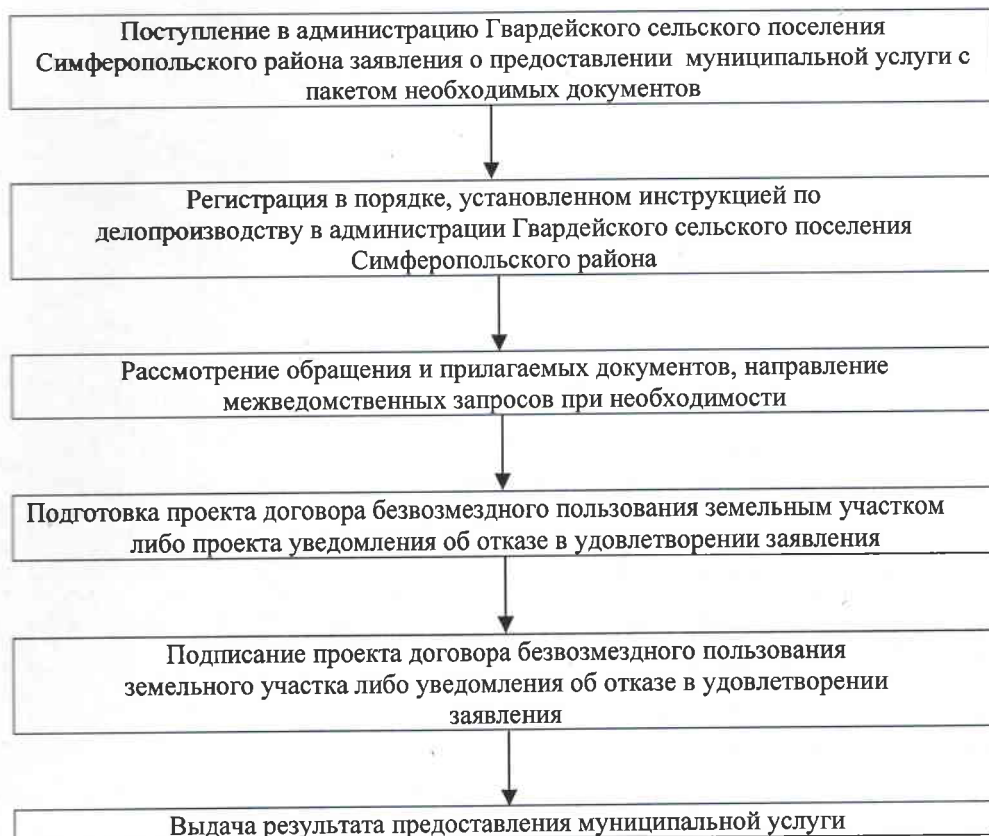 Поступление в администрацию Гвардейского сельского поселения
Симферопольского района заявления о предоставлении муниципальной услуги с
пакетом необходимых документов
Регистрация в порядке, установленном инструкцией по
делопроизводству в администрации Гвардейского сельского поселения
Симферопольского района
Рассмотрение обращения и прилагаемых документов, направление
межведомственных запросов при необходимости
Подготовка проекта договора безвозмездного пользования земельным участком
либо проекта уведомления об отказе в удовлетворении заявления
Подписание проекта договора безвозмездного пользования
земельного участка либо уведомления об отказе в удовлетворении
заявления
Выдача результата предоставления муниципальной услуги